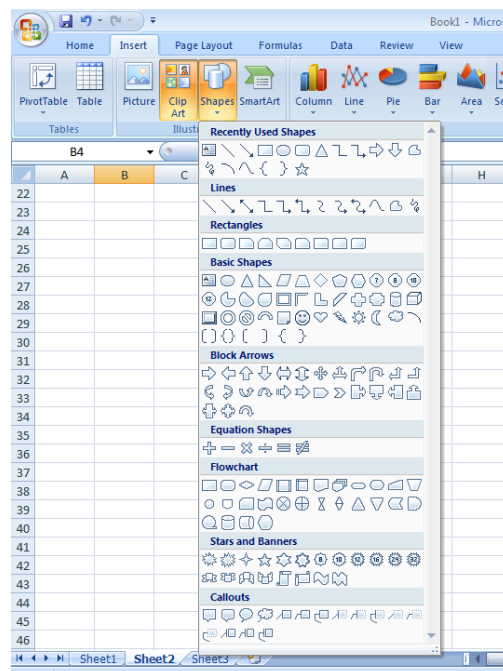 Book1 - Micros
Home Insert Page Layout Formulas Data Review View
PivotTable Table Picture Clip Art Shapes SmartArt Column Line Pie Bar Area
Tables Illust
B4
A B C H
Recently Used Shapes
Lines
Rectangles
Basic Shapes
Block Arrows
Equation Shapes
Flowchart
Stars and Banners
Callouts
22
23
24
25
26
27
28
29
30
31
32
33
34
35
36
37
38
39
40
41
42
43
44
45
46
Sheet1 Sheet2 Sheet3